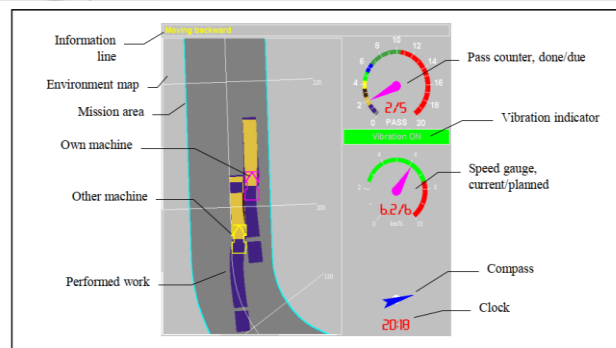 Moving backward
Information
line
Environment map
Mission area
Own machine
Other machine
Performed work
200
100
0
2
4
6
8
10
12
14
16
18
20
2/5
PASS
Vibration ON
6.2/6
km/h
20:18
Pass counter, done/due
Vibration indicator
Speed gauge,
current/planned
Compass
Clock